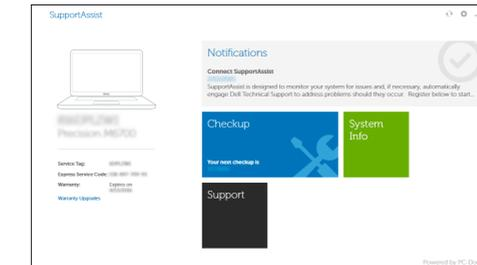 SupportAssist
Notifications
Connect SupportAssist
SupportAssist is designed to monitor your system for issues and, if necessary, automatically
engage Dell Technical Support to address problems should they occur. Register below to start...
Precision M6700
Checkup
System
Info
Service Tag:
Express Service Code:
Your next checkup is
Warranty:
Expires on
Warranty Upgrades
Support
Powered by PC-Do